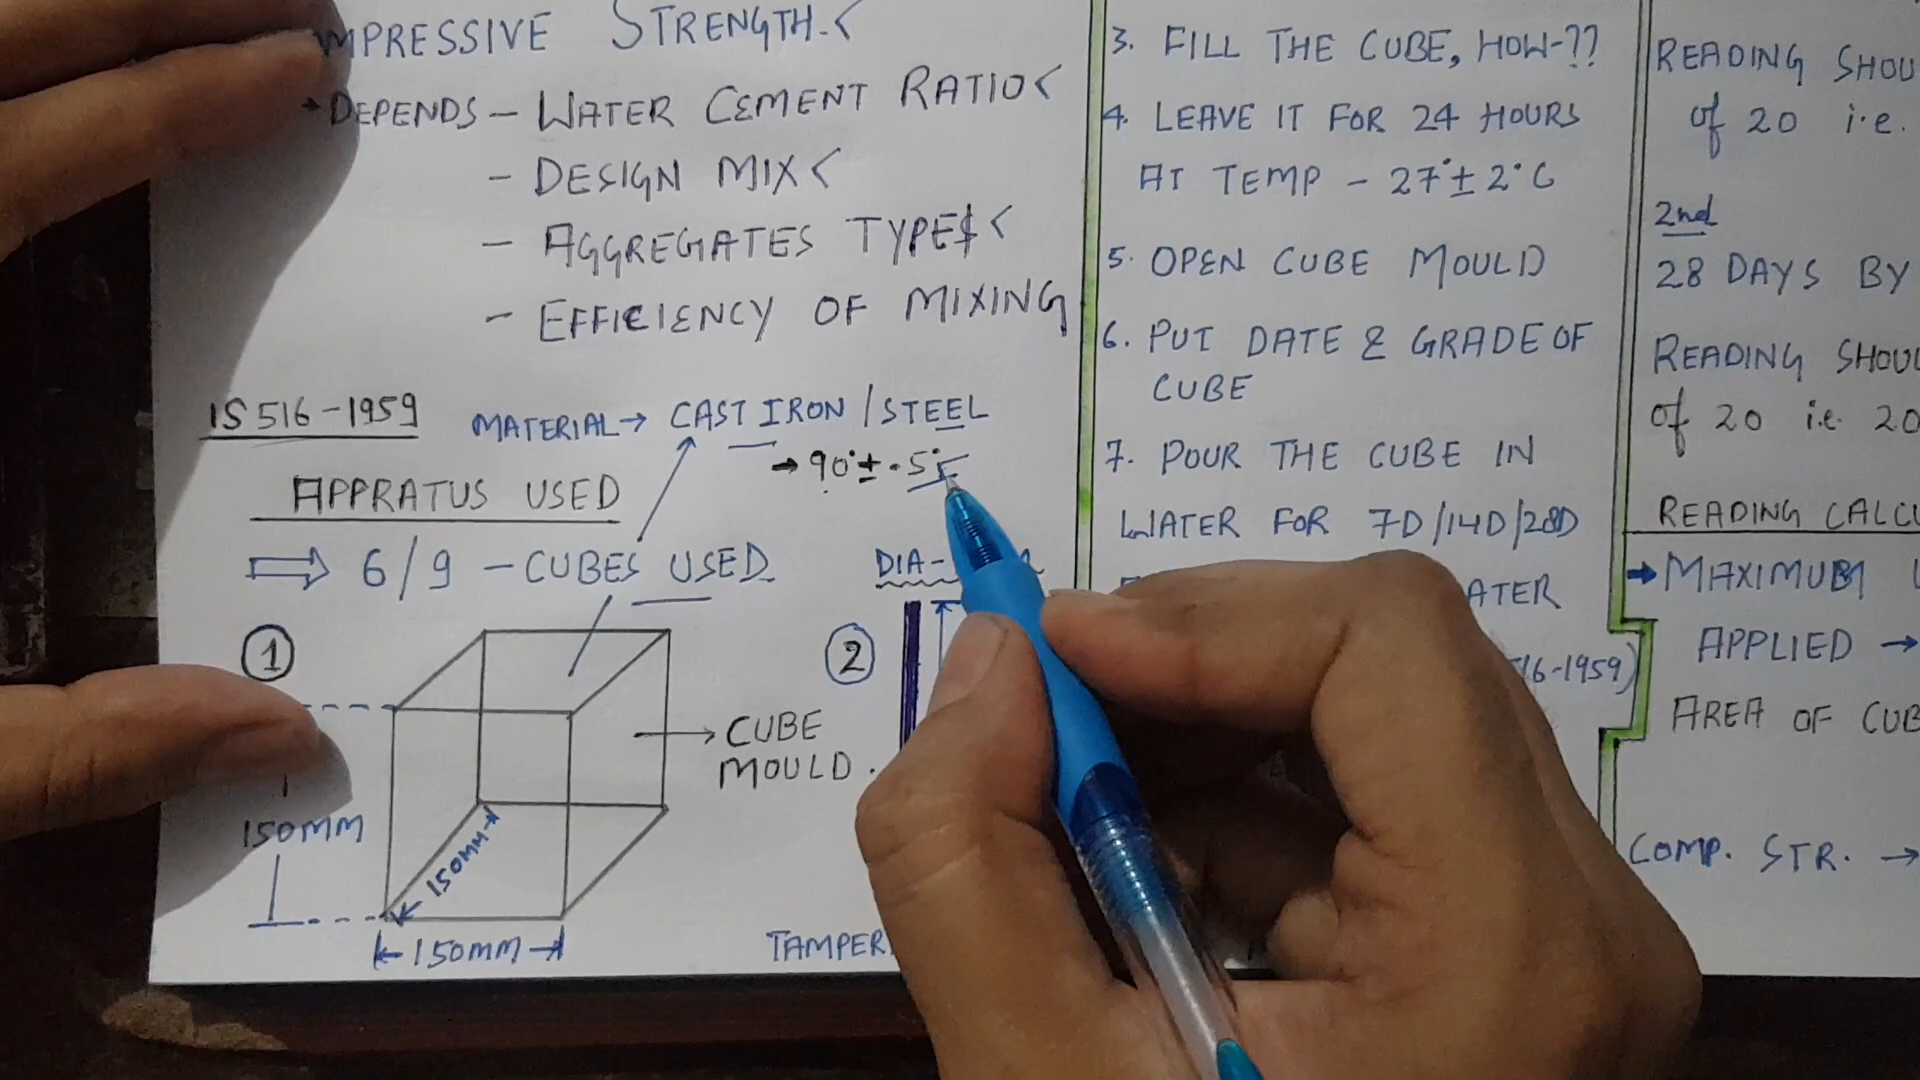 MPRESSIVE STRENGTH.<
→DEPENDS - WATER CEMENT RATIO<
- DESIGN MIX<
- AGGREGATES TYPES<
- EFFICIENCY OF MIXING
IS 516-1959
MATERIAL → CAST IRON / STEEL
→ 90° ± .5°
APPRATUS USED
⇒ 6/9 - CUBES USED
1
150MM
150MM
150MM
CUBE
MOULD.
DIA-
2
TAMPER
3. FILL THE CUBE, HOW-??
4. LEAVE IT FOR 24 HOURS
AT TEMP - 27° ± 2°C
5. OPEN CUBE MOULD
6. PUT DATE & GRADE OF
CUBE
7. POUR THE CUBE IN
WATER FOR 7D/14D/28D
ATER
16-1959)
READING SHOU
of 20 i.e.
2nd
28 DAYS BY
READING SHOU
of 20 i.e. 20
READING CALCU
→ MAXIMUM
APPLIED →
AREA OF CUB
COMP. STR. →